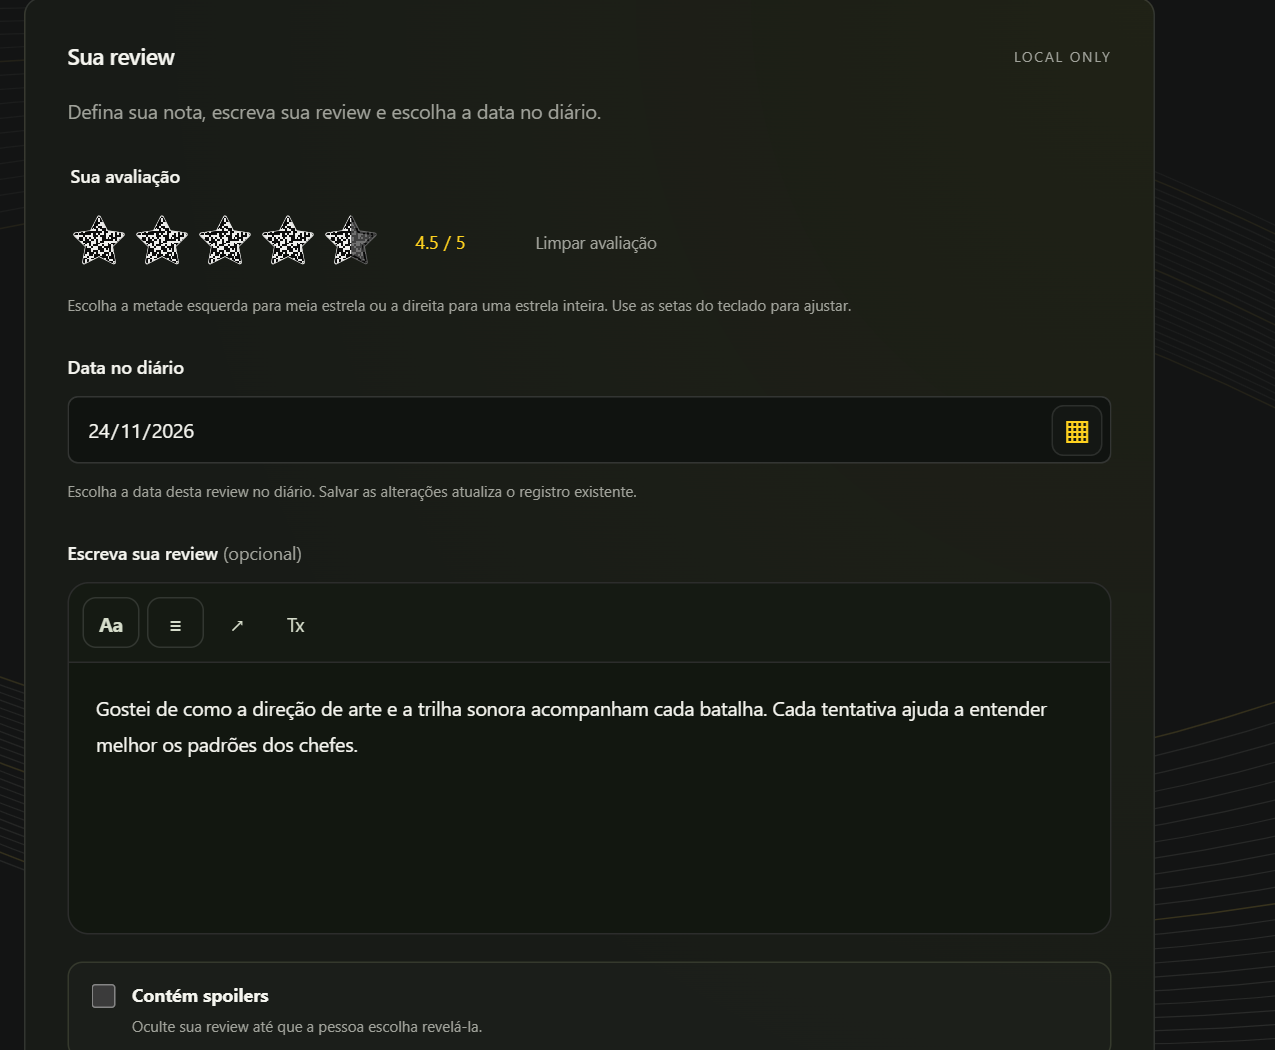 Sua review
LOCAL ONLY
Defina sua nota, escreva sua review e escolha a data no diário.
Sua avaliação
4.5 / 5
Limpar avaliação
Escolha a metade esquerda para meia estrela ou a direita para uma estrela inteira. Use as setas do teclado para ajustar.
Data no diário
24/11/2026
Escolha a data desta review no diário. Salvar as alterações atualiza o registro existente.
Escreva sua review (opcional)
Aa ≡ ↗ Tx
Gostei de como a direção de arte e a trilha sonora acompanham cada batalha. Cada tentativa ajuda a entender
melhor os padrões dos chefes.
Contém spoilers
Oculte sua review até que a pessoa escolha revelá-la.